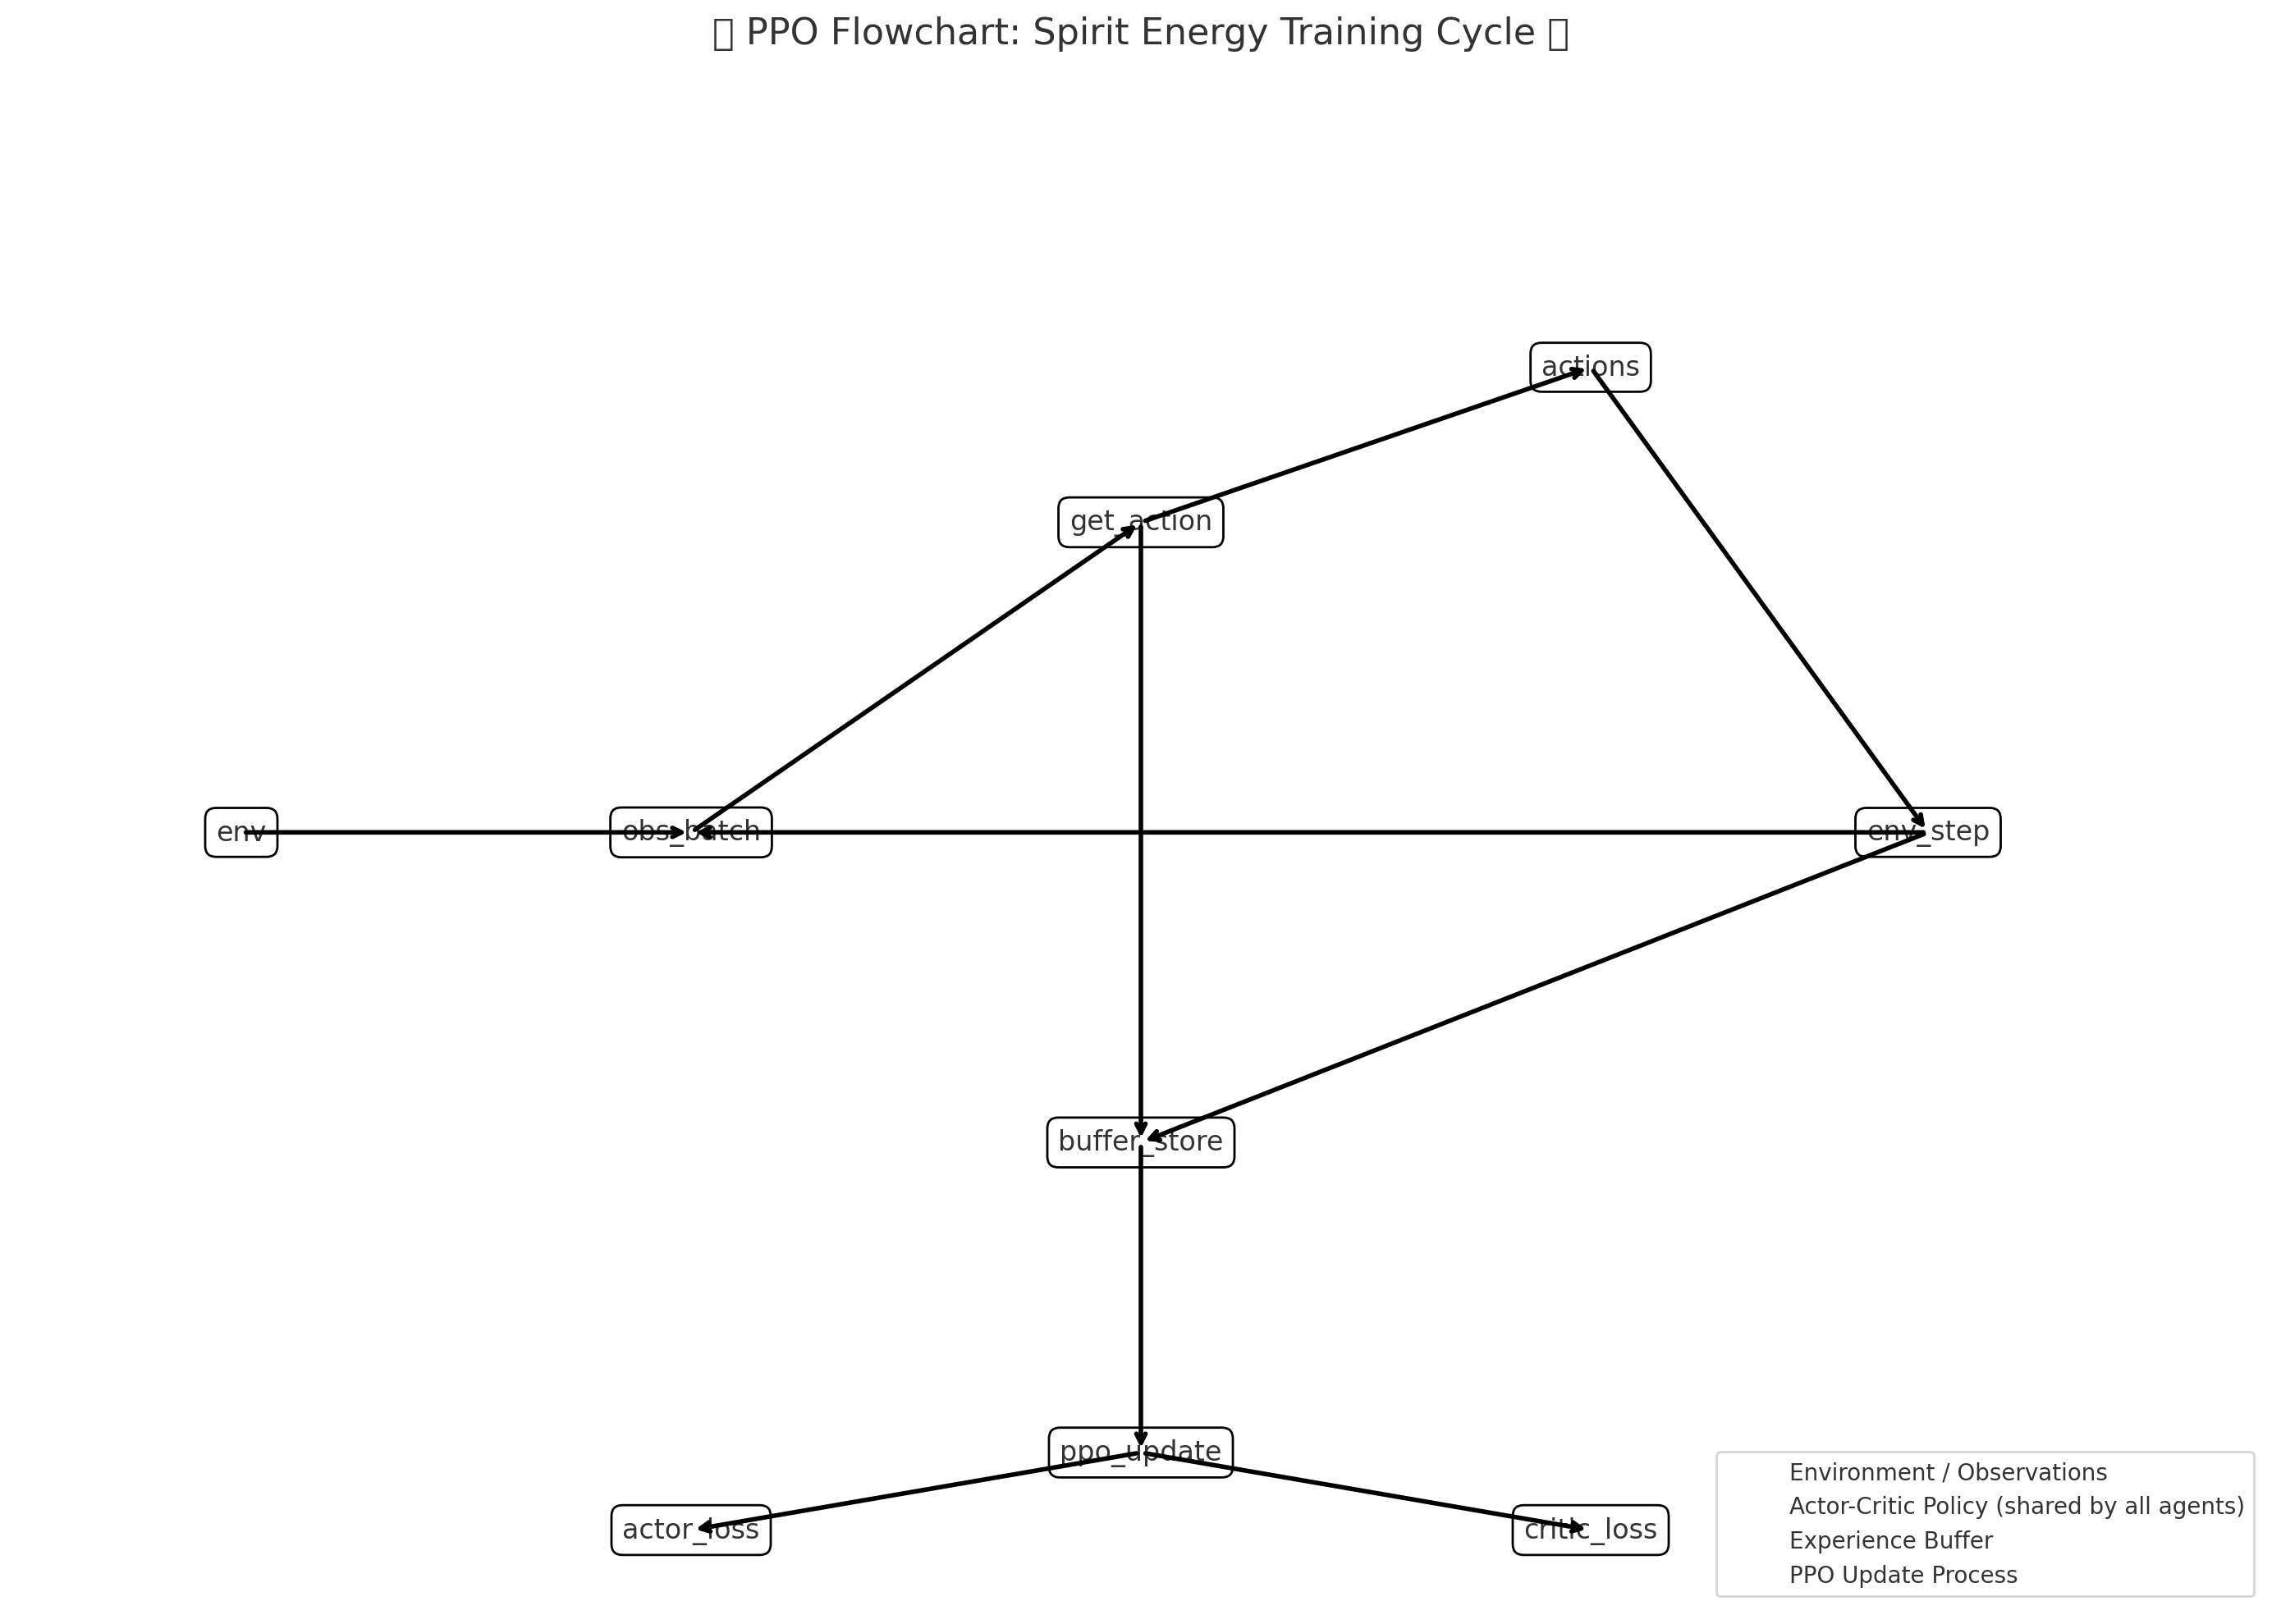 ▯ PPO Flowchart: Spirit Energy Training Cycle ▯
actions
get_action
env
obs_batch
env_step
buffer_store
ppo_update
actor_loss
critic_loss
Environment / Observations
Actor-Critic Policy (shared by all agents)
Experience Buffer
PPO Update Process